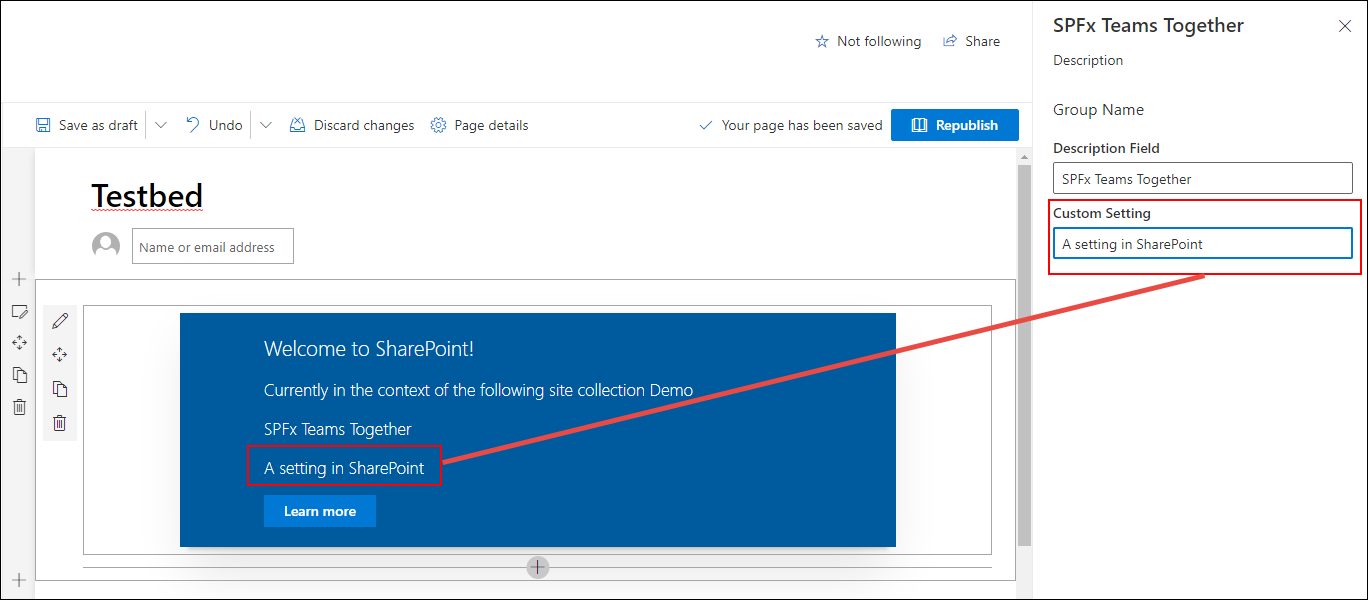 Not following
Share
Save as draft
Undo
Discard changes
Page details
Your page has been saved
Republish
Testbed
Name or email address
Welcome to SharePoint!
Currently in the context of the following site collection Demo
SPFx Teams Together
A setting in SharePoint
Learn more
SPFx Teams Together
Description
Group Name
Description Field
SPFx Teams Together
Custom Setting
A setting in SharePoint